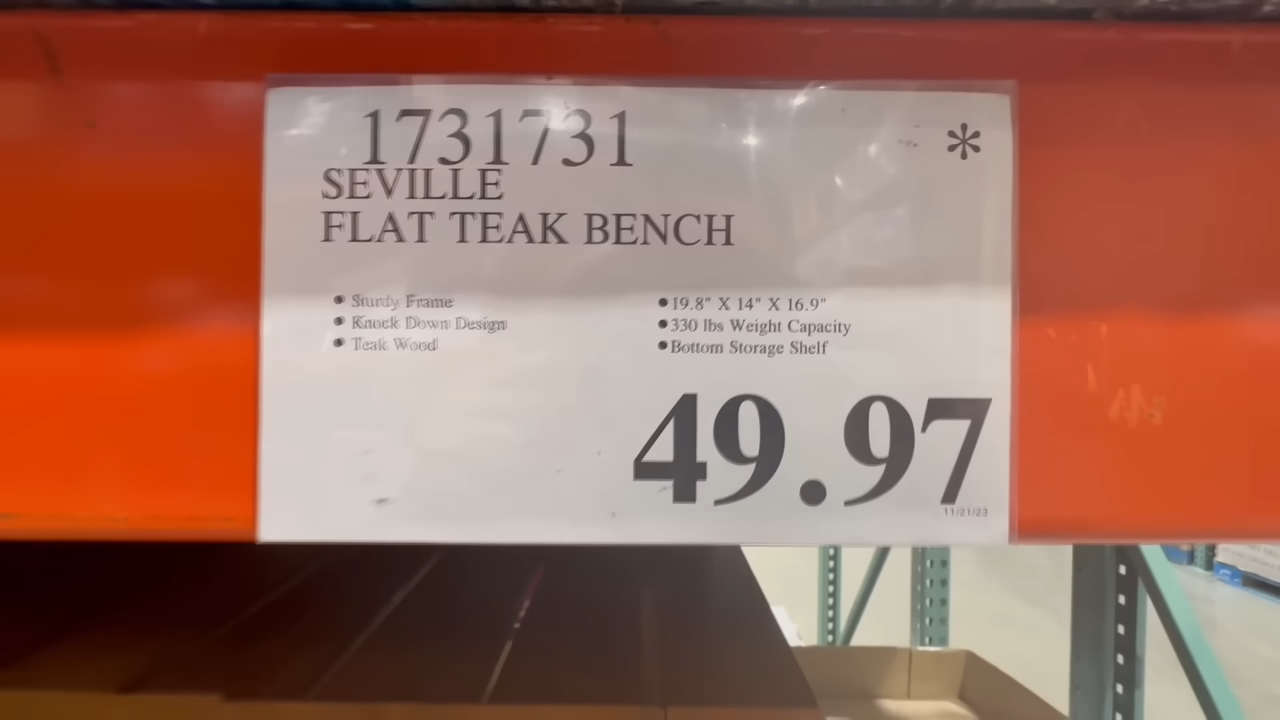 1731731
*
SEVILLE
FLAT TEAK BENCH
• Sturdy Frame
• Knock Down Design
• Teak Wood
• 19.8" X 14" X 16.9"
• 330 lbs Weight Capacity
• Bottom Storage Shelf
49.97
11/21/23